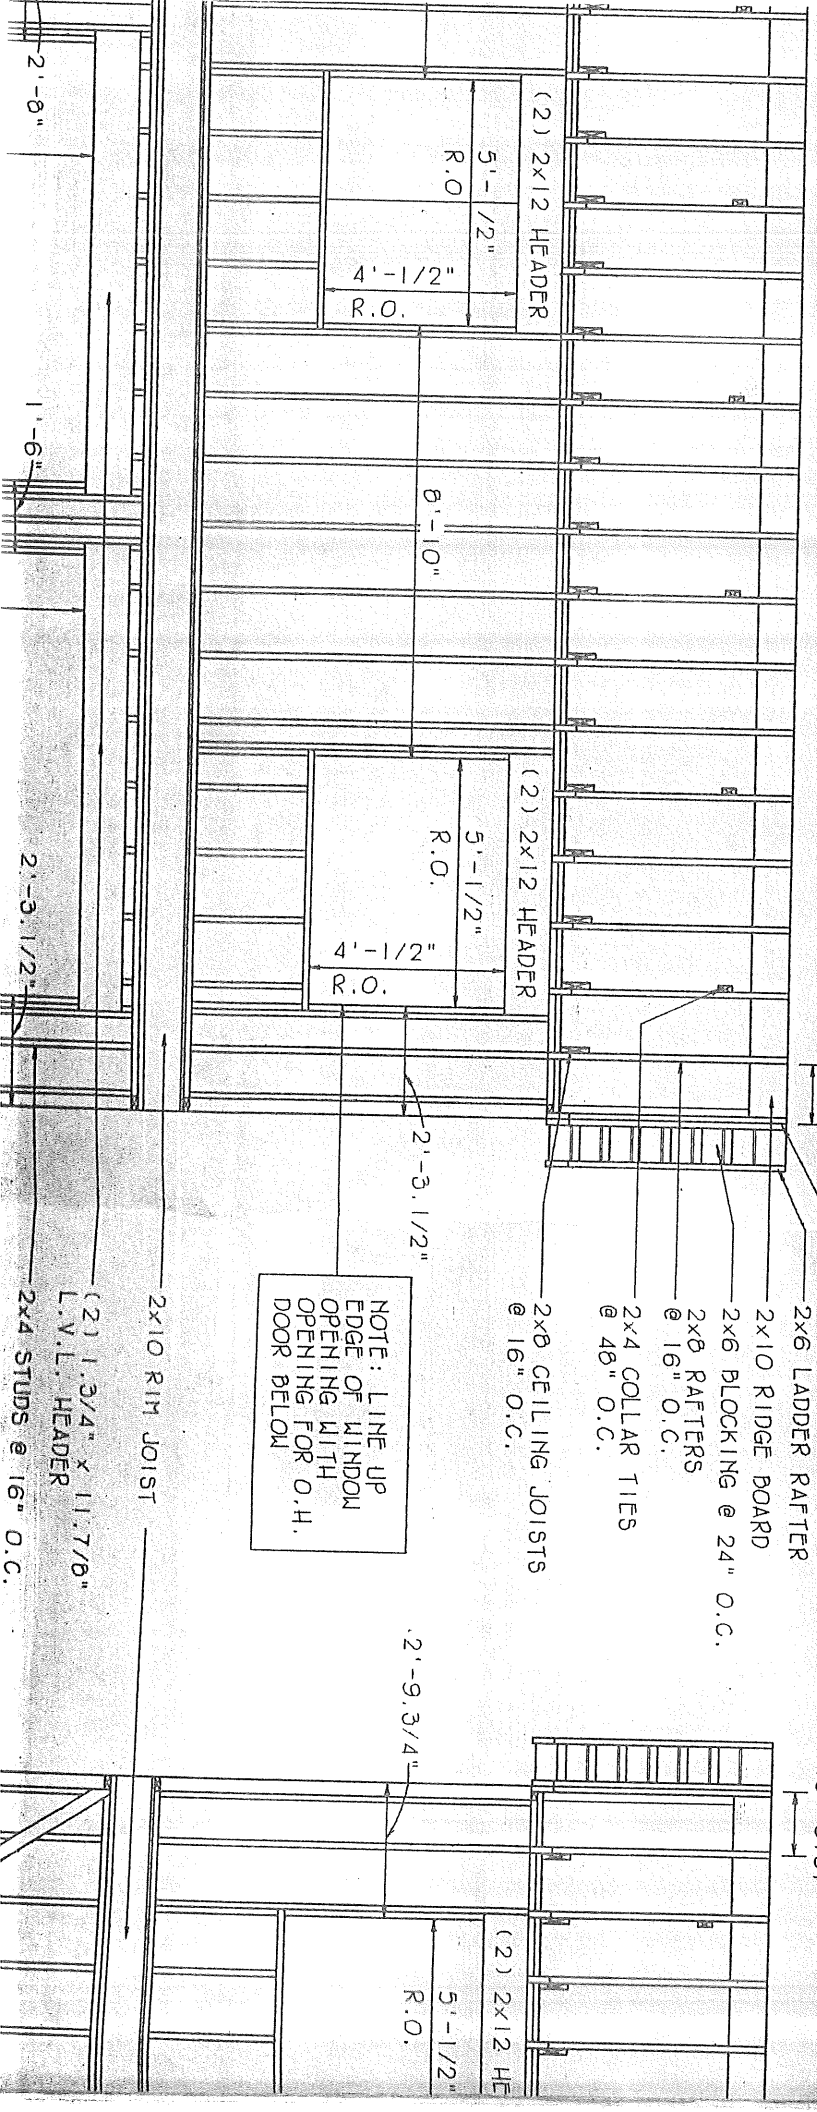 2x6 LADDER RAFTER
2x10 RIDGE BOARD
2x6 BLOCKING @ 24" O.C.
2x8 RAFTERS
@ 16" O.C.
2x4 COLLAR TIES
@ 48" O.C.
2x8 CEILING JOISTS
@ 16" O.C.
(2) 2x12 HEADER
5'-1/2"
R.O.
4'-1/2"
R.O.
8'-10"
(2) 2x12 HEADER
5'-1/2"
R.O.
4'-1/2"
R.O.
2'-3.1/2"
NOTE: LINE UP
EDGE OF WINDOW
OPENING WITH
OPENING FOR O.H.
DOOR BELOW
2x10 RIM JOIST
(2) 1.3/4" x 11.7/8"
L.V.L. HEADER
2x4 STUDS @ 16" O.C.
2'-8"
1'-6"
2'-3.1/2"
2'-9.3/4"
(2) 2x12 HE
5'-1/2"
R.O.